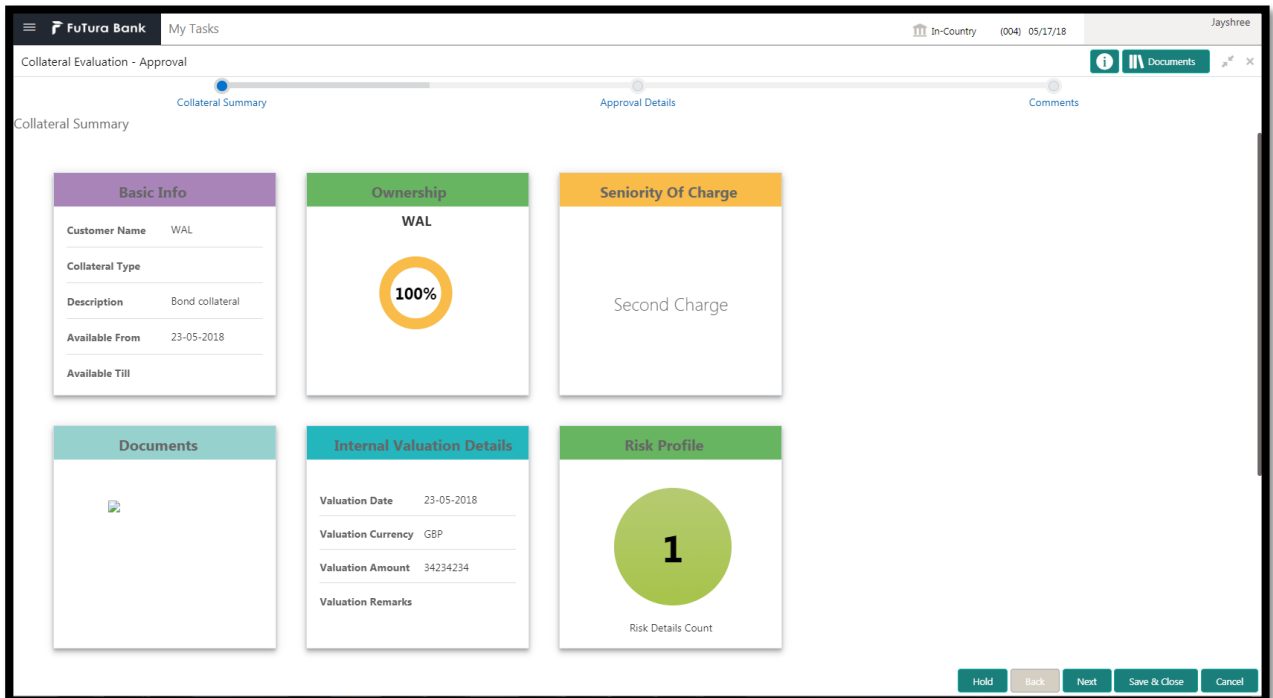 FuTura Bank
My Tasks
In-Country (004) 05/17/18
Jayshree
Collateral Evaluation - Approval
Documents
Collateral Summary
Approval Details
Comments
Collateral Summary
Basic Info
Customer Name WAL
Collateral Type
Description Bond collateral
Available From 23-05-2018
Available Till
Ownership
WAL
100%
Seniority Of Charge
Second Charge
Documents
Internal Valuation Details
Valuation Date 23-05-2018
Valuation Currency GBP
Valuation Amount 34234234
Valuation Remarks
Risk Profile
1
Risk Details Count
Hold
Back
Next
Save & Close
Cancel